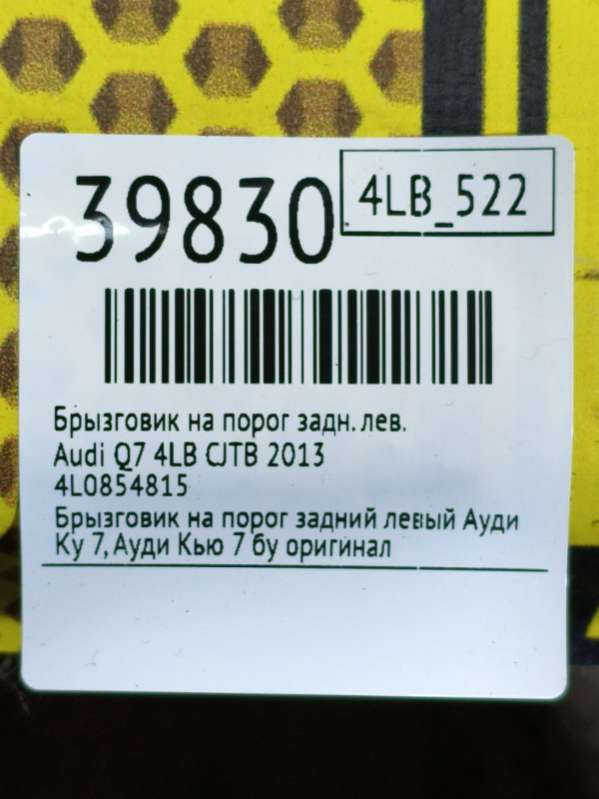 39830
4LB_522
Брызговик на порог задн. лев.
Audi Q7 4LB CJTB 2013
4L0854815
Брызговик на порог задний левый Ауди
Ку 7, Ауди Кью 7 бу оригинал